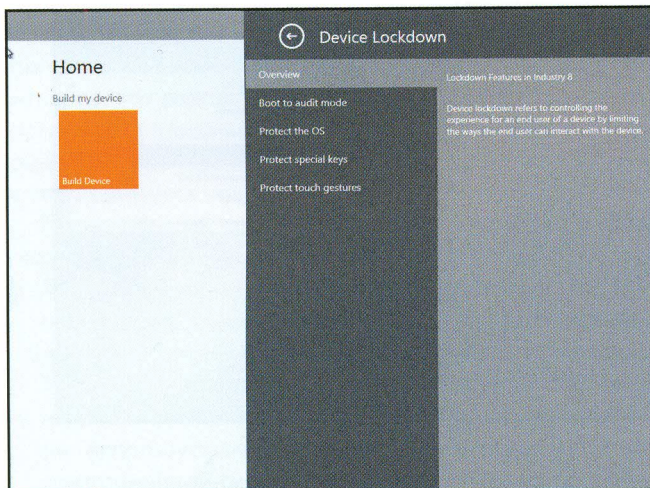 Home
Build my device
Build Device
Device Lockdown
Overview
Boot to audit mode
Protect the OS
Protect special keys
Protect touch gestures
Lockdown Features in Industry 8
Device lockdown refers to controlling the
experience for an end user of a device by limiting
the ways the end user can interact with the device.